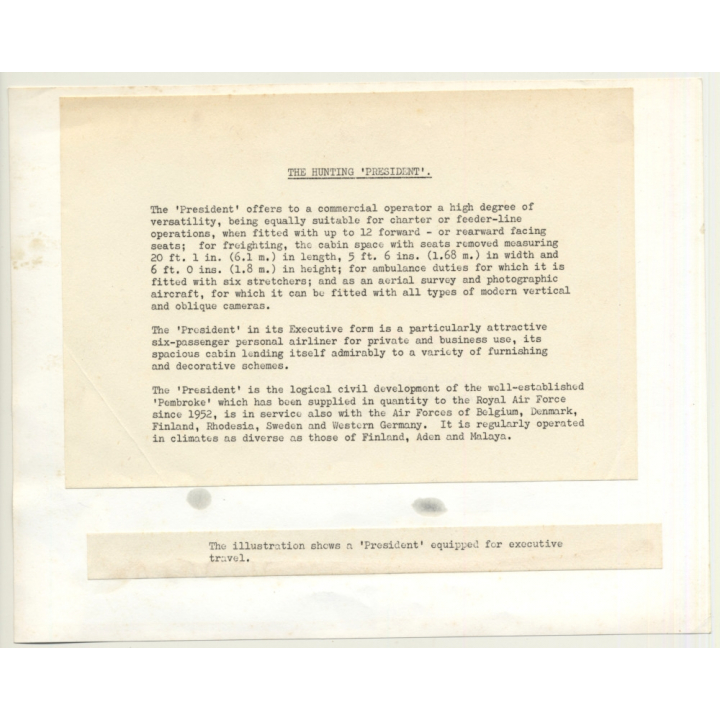 THE HUNTING 'PRESIDENT'.
The 'President' offers to a commercial operator a high degree of
versatility, being equally suitable for charter or feeder-line
operations, when fitted with up to 12 forward - or rearward facing
seats; for freighting, the cabin space with seats removed measuring
20 ft. 1 in. (6.1 m.) in length, 5 ft. 6 ins. (1.68 m.) in width and
6 ft. 0 ins. (1.8 m.) in height; for ambulance duties for which it is
fitted with six stretchers; and as an aerial survey and photographic
aircraft, for which it can be fitted with all types of modern vertical
and oblique cameras.
The 'President' in its Executive form is a particularly attractive
six-passenger personal airliner for private and business use, its
spacious cabin lending itself admirably to a variety of furnishing
and decorative schemes.
The 'President' is the logical civil development of the well-established
'Pembroke' which has been supplied in quantity to the Royal Air Force
since 1952, is in service also with the Air Forces of Belgium, Denmark,
Finland, Rhodesia, Sweden and Western Germany. It is regularly operated
in climates as diverse as those of Finland, Aden and Malaya.
The illustration shows a 'President' equipped for executive
travel.